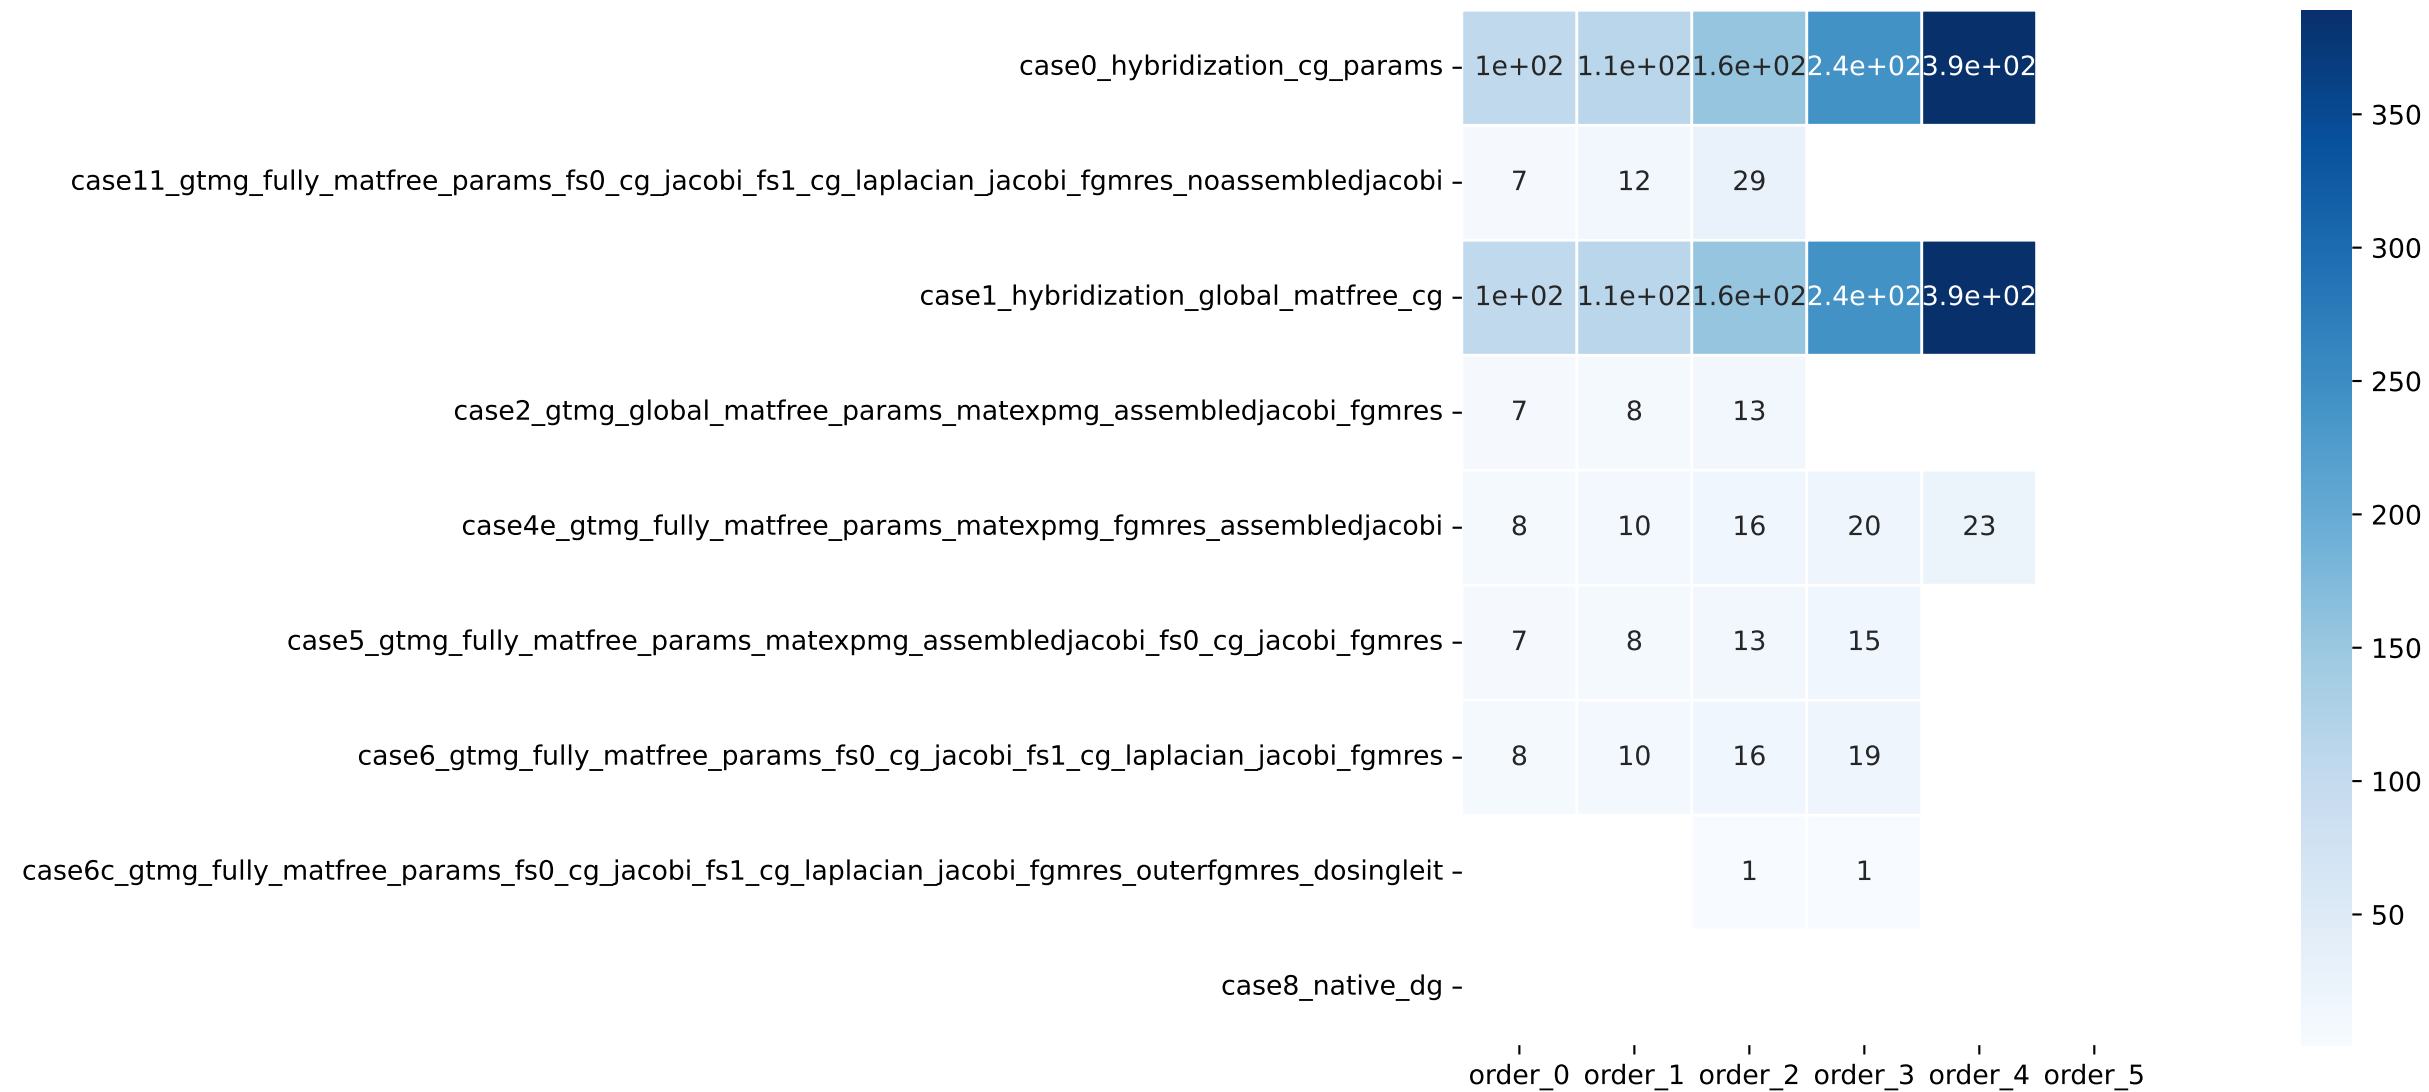 case0_hybridization_cg_params 1e+02 1.1e+02 1.6e+02 2.4e+02 3.9e+02
case11_gtmg_fully_matfree_params_fs0_cg_jacobi_fs1_cg_laplacian_jacobi_fgmres_noassembledjacobi 7 12 29
case1_hybridization_global_matfree_cg 1e+02 1.1e+02 1.6e+02 2.4e+02 3.9e+02
case2_gtmg_global_matfree_params_matexpmg_assembledjacobi_fgmres 7 8 13
case4e_gtmg_fully_matfree_params_matexpmg_fgmres_assembledjacobi 8 10 16 20 23
case5_gtmg_fully_matfree_params_matexpmg_assembledjacobi_fs0_cg_jacobi_fgmres 7 8 13 15
case6_gtmg_fully_matfree_params_fs0_cg_jacobi_fs1_cg_laplacian_jacobi_fgmres 8 10 16 19
case6c_gtmg_fully_matfree_params_fs0_cg_jacobi_fs1_cg_laplacian_jacobi_fgmres_outerfgmres_dosingleit 1 1
case8_native_dg
order_0 order_1 order_2 order_3 order_4 order_5
350
300
250
200
150
100
50